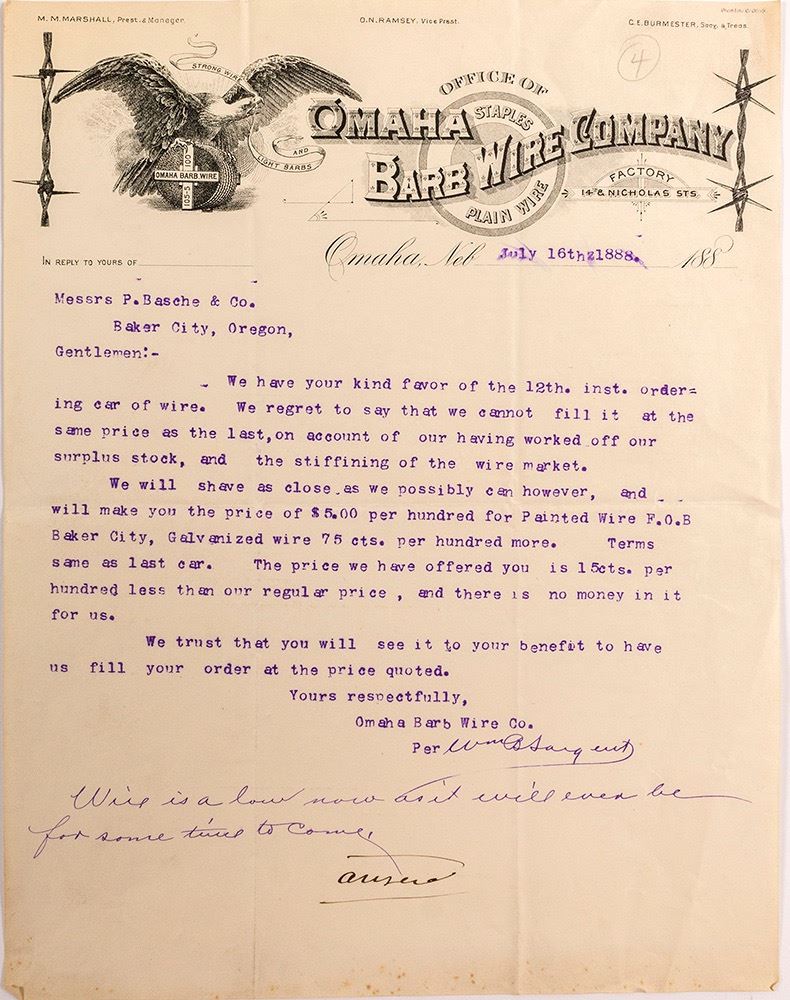 M. M. MARSHALL, Prest. & Manager.
O. N. RAMSEY, Vice Prest.
C. E. BURMESTER, Secy. & Treas.
4
STRONG WIRE
AND
LIGHT BARBS
100
OMAHA BARB WIRE
105-5
OFFICE OF
OMAHA
STAPLES
BARB WIRE COMPANY
PLAIN WIRE
FACTORY
14 & NICHOLAS STS.
IN REPLY TO YOURS OF
Omaha, Neb July 16thz1888. 188
Messrs P.Basche & Co.
Baker City, Oregon,
Gentlemen:-
We have your kind favor of the 12th. inst. order=
ing car of wire. We regret to say that we cannot fill it at the
same price as the last,on account of our having worked off our
surplus stock, and the stiffining of the wire market.
We will shave as close as we possibly can however, and
will make you the price of $5.00 per hundred for Painted Wire F.O.B
Baker City, Galvanized wire 75 cts. per hundred more. Terms
same as last car. The price we have offered you is 15cts. per
hundred less than our regular price , and there is no money in it
for us.
We trust that you will see it to your benefit to have
us fill your order at the price quoted.
Yours respectfully,
Omaha Barb Wire Co.
Per Wm B Sargent
Wire is a low now as it will ever be
for some time to come,